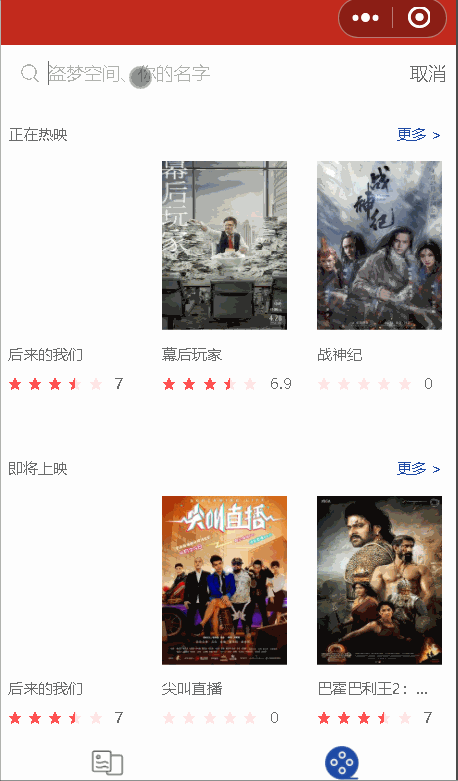 盗梦空间、你的名字
取消
正在热映
更多 >
幕后玩家
战神纪
后来的我们
幕后玩家
战神纪
7
6.9
0
即将上映
更多 >
尖叫直播
后来的我们
尖叫直播
巴霍巴利王2：...
7
0
7